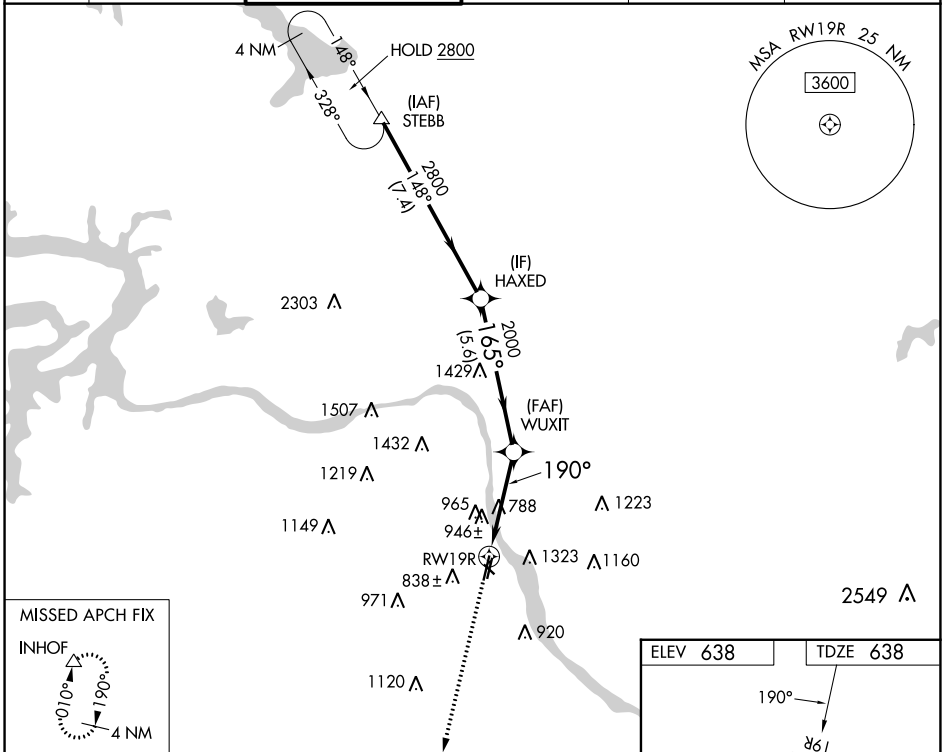 MSA RW19R 25 NM
3600
4 NM
148°
HOLD 2800
328°
(IAF)
STEBB
2800
148°
(7.4)
(IF)
HAXED
2303
2000
165°
(5.6)
1429
1507
(FAF)
WUXIT
1432
1219
190°
965
788
1223
946±
1149
RW19R
1323
1160
838±
971
2549
920
1120
MISSED APCH FIX
INHOF
010°
190°
4 NM
ELEV 638
TDZE 638
190°
19R